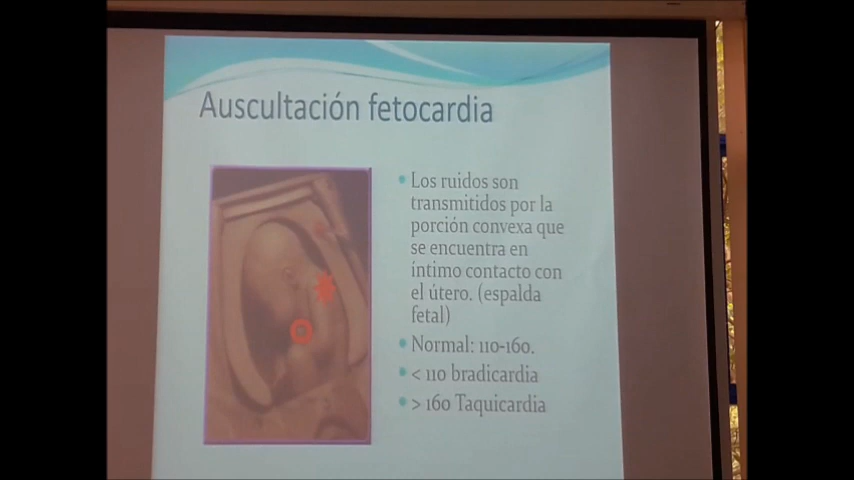 Auscultación fetocardia
Los ruidos son
transmitidos por la
porción convexa que
se encuentra en
íntimo contacto con
el útero. (espalda
fetal)
Normal: 110-160.
< 110 bradicardia
> 160 Taquicardia